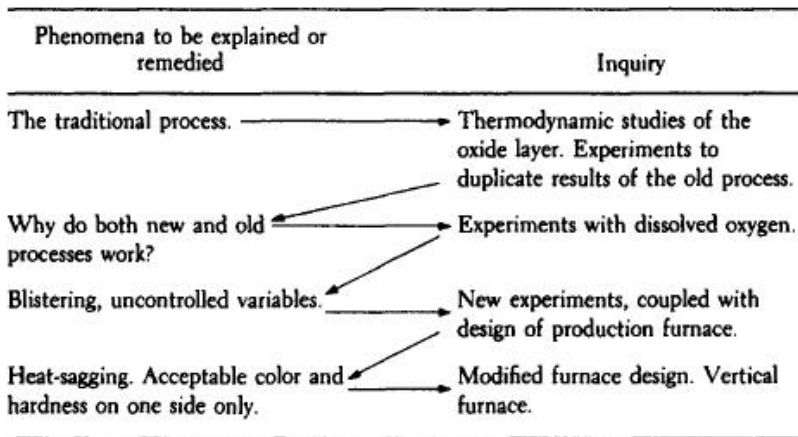 Phenomena to be explained or
remedied
Inquiry
The traditional process.
Thermodynamic studies of the
oxide layer. Experiments to
duplicate results of the old process.
Why do both new and old
processes work?
Experiments with dissolved oxygen.
Blistering, uncontrolled variables.
New experiments, coupled with
design of production furnace.
Heat-sagging. Acceptable color and
hardness on one side only.
Modified furnace design. Vertical
furnace.